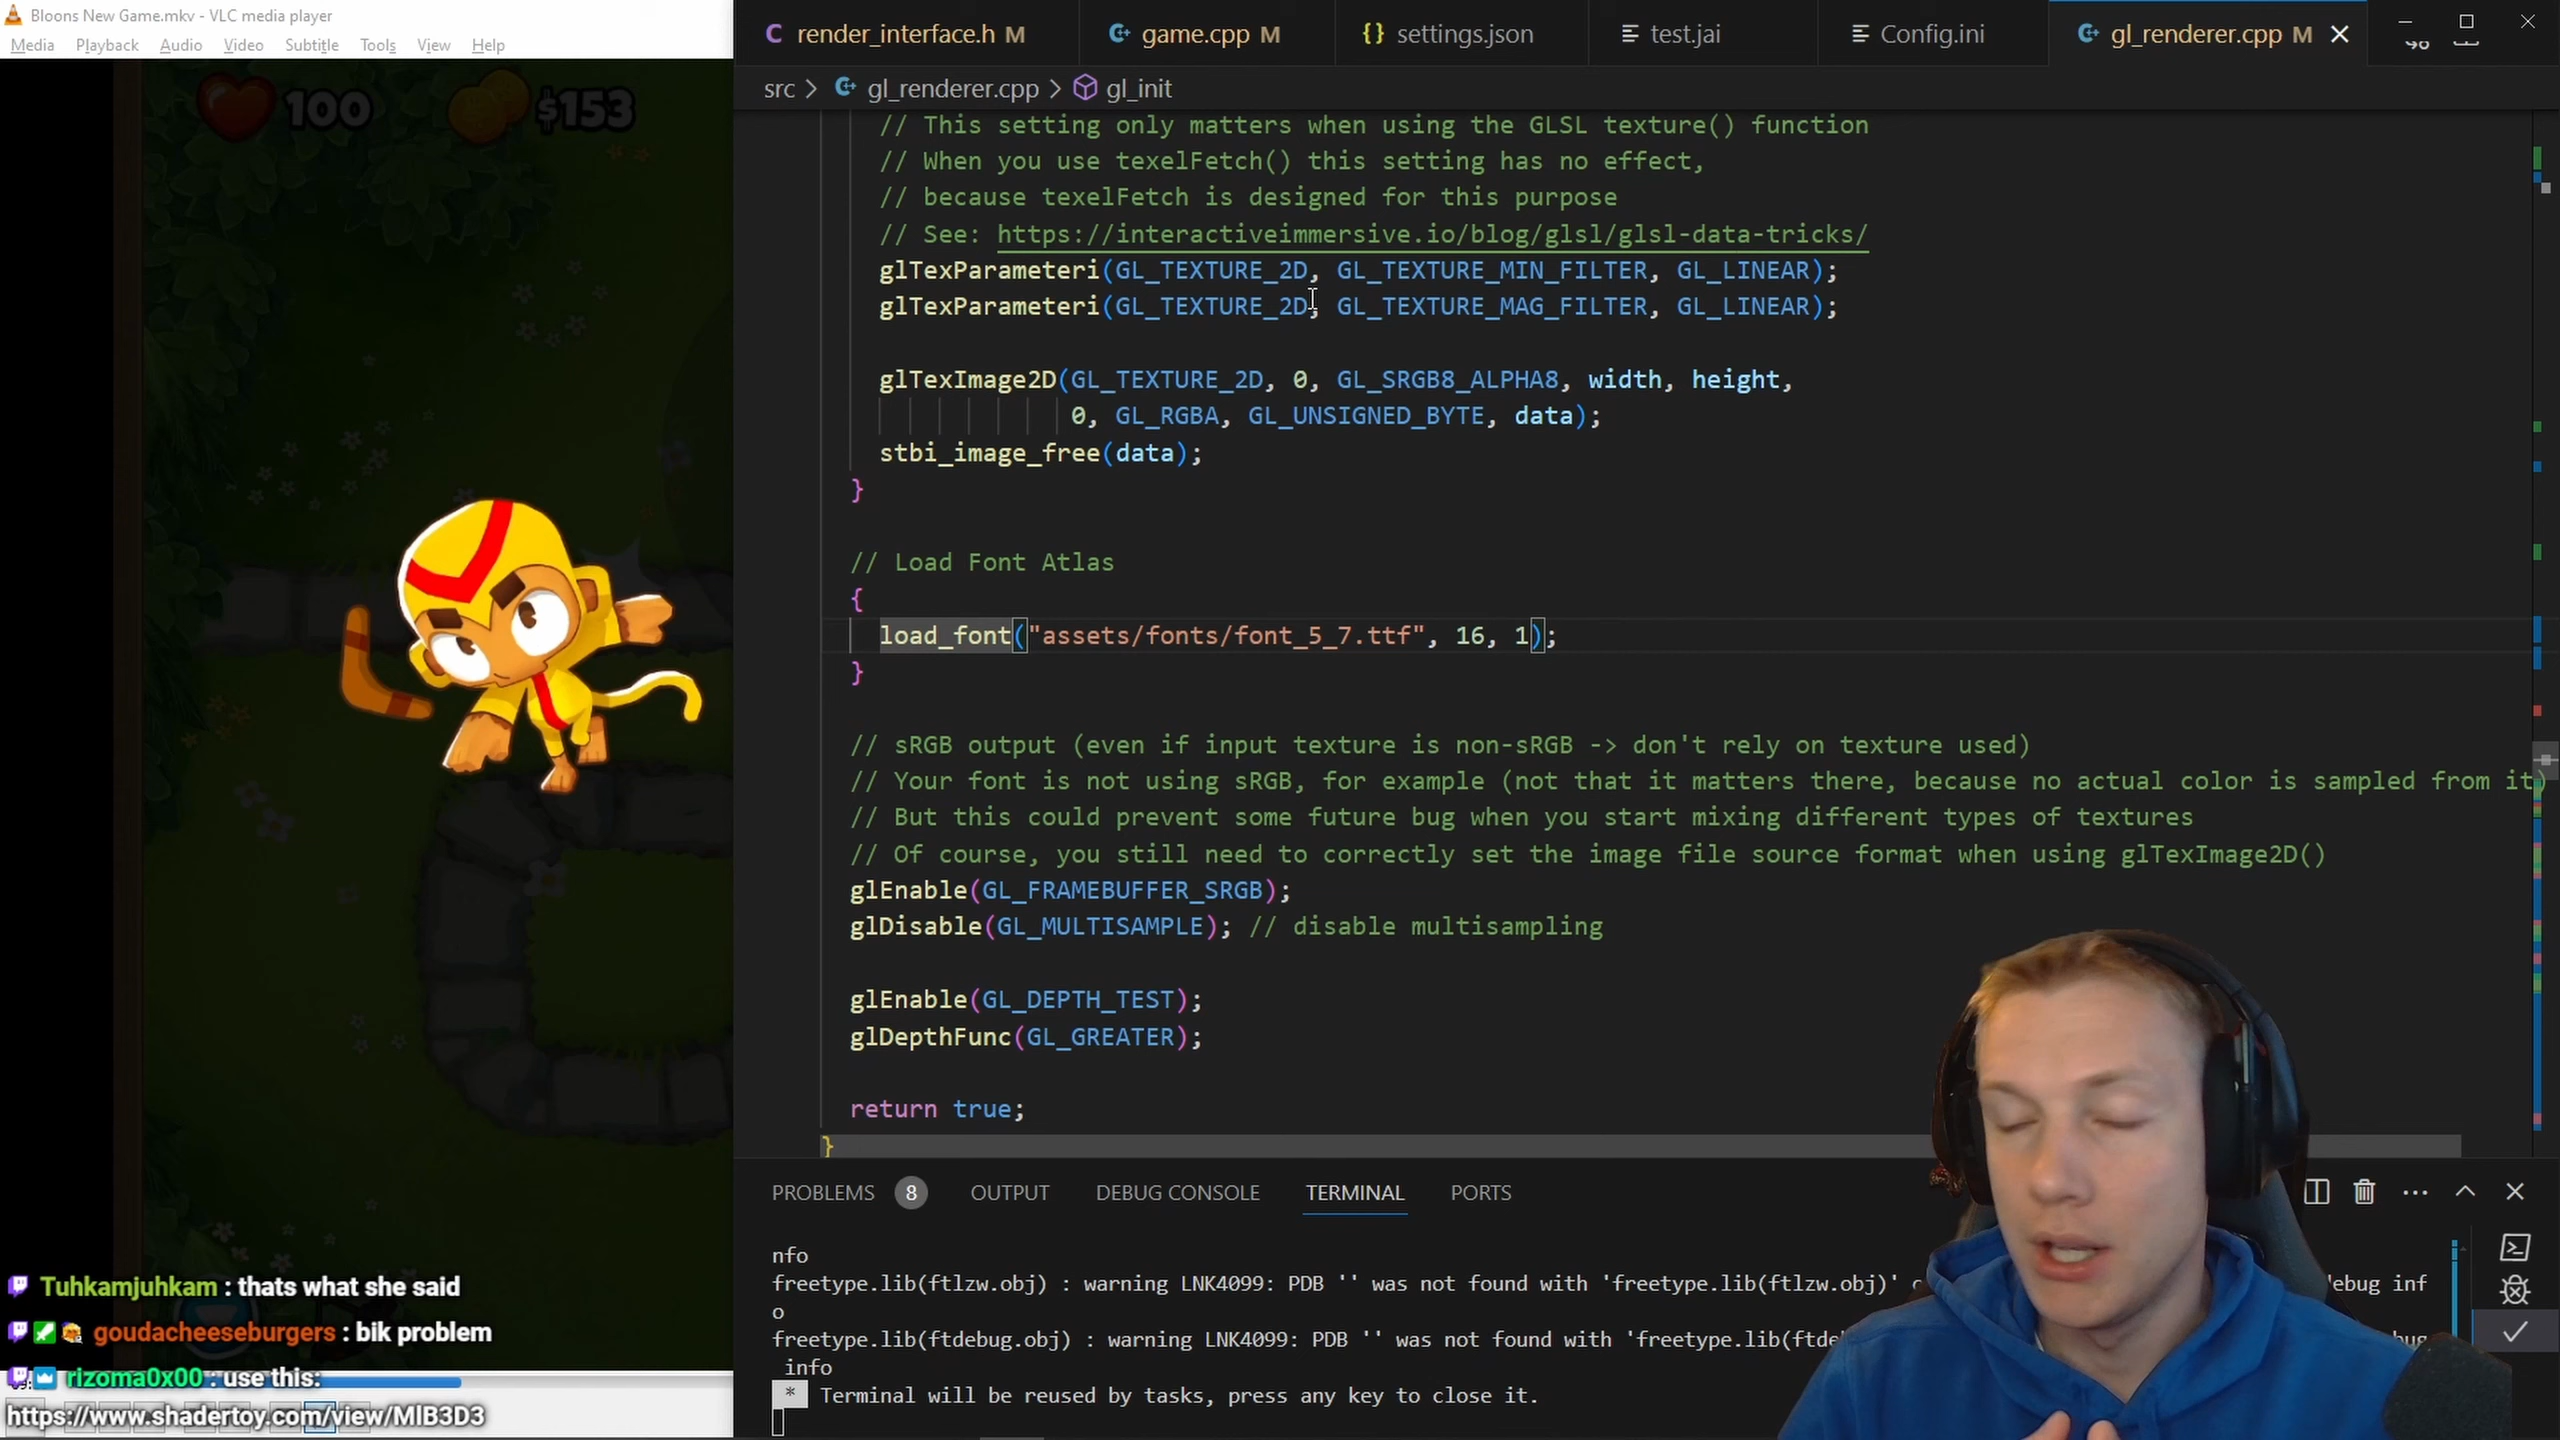 Bloons New Game.mkv - VLC media player
Media Playback Audio Video Subtitle Tools View Help
100 $153
Tuhkamjuhkam : thats what she said
goudacheeseburgers : bik problem
rizoma0x00 : use this:
https://www.shadertoy.com/view/MlB3D3
render_interface.h M game.cpp M settings.json test.jai Config.ini gl_renderer.cpp M
src > gl_renderer.cpp > gl_init
// This setting only matters when using the GLSL texture() function
// When you use texelFetch() this setting has no effect,
// because texelFetch is designed for this purpose
// See: https://interactiveimmersive.io/blog/glsl/glsl-data-tricks/
glTexParameteri(GL_TEXTURE_2D, GL_TEXTURE_MIN_FILTER, GL_LINEAR);
glTexParameteri(GL_TEXTURE_2D, GL_TEXTURE_MAG_FILTER, GL_LINEAR);
glTexImage2D(GL_TEXTURE_2D, 0, GL_SRGB8_ALPHA8, width, height,
0, GL_RGBA, GL_UNSIGNED_BYTE, data);
stbi_image_free(data);
}
// Load Font Atlas
{
load_font("assets/fonts/font_5_7.ttf", 16, 1);
}
// sRGB output (even if input texture is non-sRGB -> don't rely on texture used)
// Your font is not using sRGB, for example (not that it matters there, because no actual color is sampled from it)
// But this could prevent some future bug when you start mixing different types of textures
// Of course, you still need to correctly set the image file source format when using glTexImage2D()
glEnable(GL_FRAMEBUFFER_SRGB);
glDisable(GL_MULTISAMPLE); // disable multisampling
glEnable(GL_DEPTH_TEST);
glDepthFunc(GL_GREATER);
return true;
}
PROBLEMS 8 OUTPUT DEBUG CONSOLE TERMINAL PORTS
nfo
freetype.lib(ftlzw.obj) : warning LNK4099: PDB '' was not found with 'freetype.lib(ftlzw.obj)' inf
o
freetype.lib(ftdebug.obj) : warning LNK4099: PDB '' was not found with 'freetype.lib(ftde
info
* Terminal will be reused by tasks, press any key to close it.